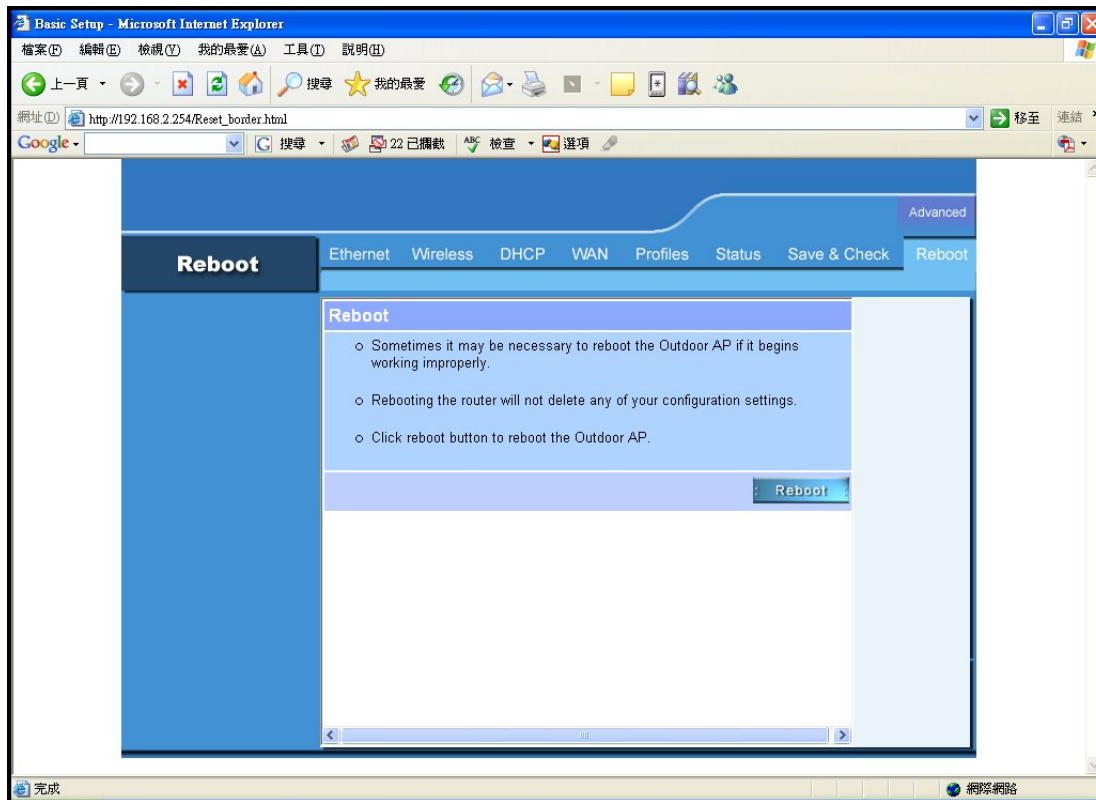 Basic Setup - Microsoft Internet Explorer
檔案(F) 編輯(E) 檢視(V) 我的最愛(A) 工具(T) 說明(H)
上一頁 搜尋 我的最愛
網址(D) http://192.168.2.254/Reset_border.html 移至 連結
Google G 搜尋 22 已攔截 ABC 檢查 選項
Advanced
Reboot
Ethernet Wireless DHCP WAN Profiles Status Save & Check Reboot
Reboot
Sometimes it may be necessary to reboot the Outdoor AP if it begins
working improperly.
Rebooting the router will not delete any of your configuration settings.
Click reboot button to reboot the Outdoor AP.
Reboot
完成 網際網路